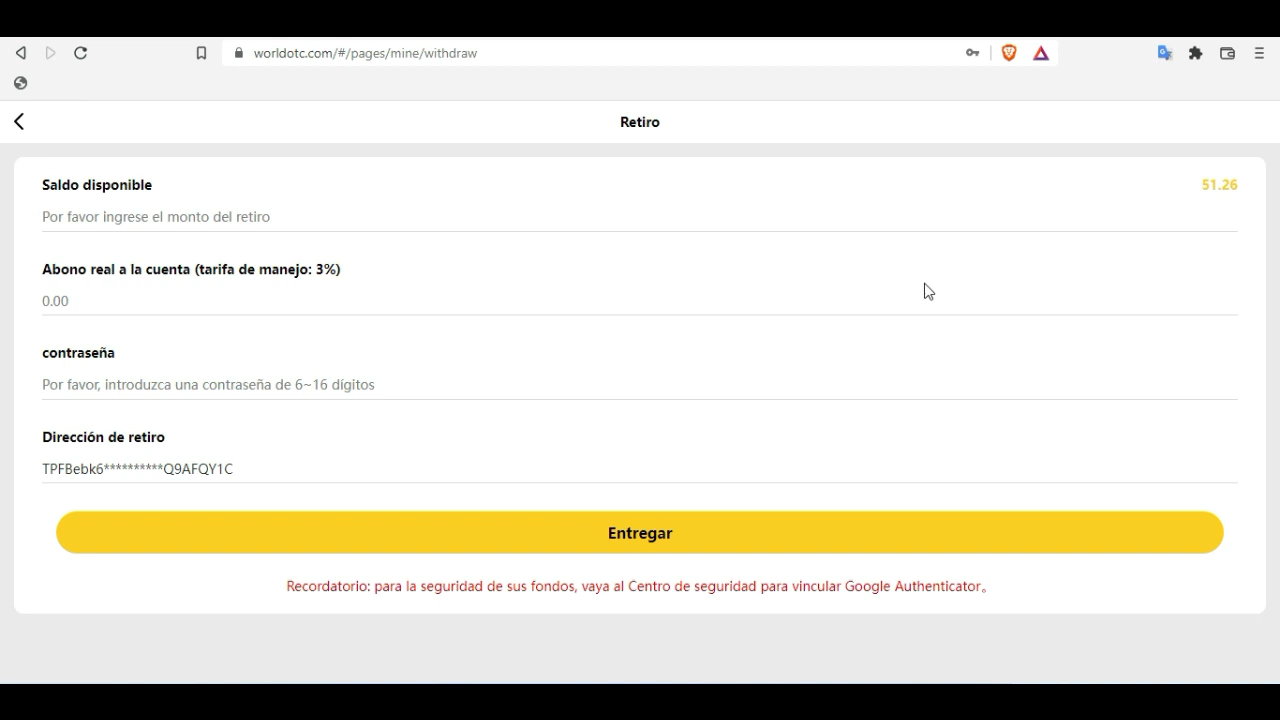 worldotc.com/#/pages/mine/withdraw
Retiro
Saldo disponible 51.26
Por favor ingrese el monto del retiro
Abono real a la cuenta (tarifa de manejo: 3%)
0.00
contraseña
Por favor, introduzca una contraseña de 6~16 dígitos
Dirección de retiro
TPFBebk6**********Q9AFQY1C
Entregar
Recordatorio: para la seguridad de sus fondos, vaya al Centro de seguridad para vincular Google Authenticator。